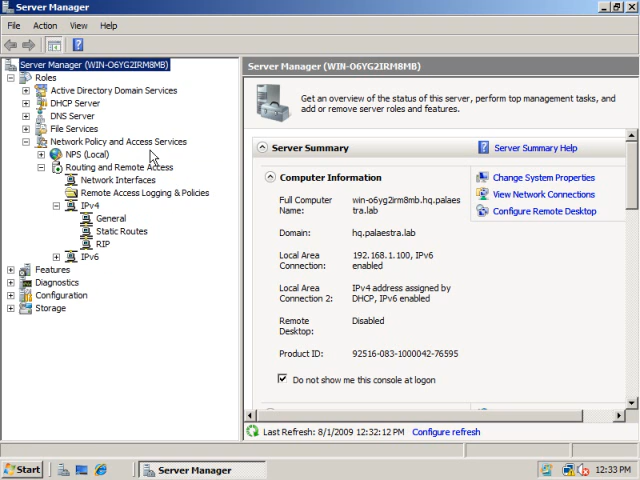 Server Manager
File Action View Help
Server Manager (WIN-O6YG2IRM8MB)
Roles
Active Directory Domain Services
DHCP Server
DNS Server
File Services
Network Policy and Access Services
NPS (Local)
Routing and Remote Access
Network Interfaces
Remote Access Logging & Policies
IPv4
General
Static Routes
RIP
IPv6
Features
Diagnostics
Configuration
Storage
Server Manager (WIN-O6YG2IRM8MB)
Get an overview of the status of this server, perform top management tasks, and
add or remove server roles and features.
Server Summary
Server Summary Help
Computer Information
Full Computer
Name:
win-o6yg2irm8mb.hq.palaes
tra.lab
Domain:
hq.palaestra.lab
Local Area
Connection:
192.168.1.100, IPv6
enabled
Local Area
Connection 2:
IPv4 address assigned by
DHCP, IPv6 enabled
Remote
Desktop:
Disabled
Product ID:
92516-083-1000042-76595
Do not show me this console at logon
Change System Properties
View Network Connections
Configure Remote Desktop
Last Refresh: 8/1/2009 12:32:12 PM
Configure refresh
Start
Server Manager
12:33 PM